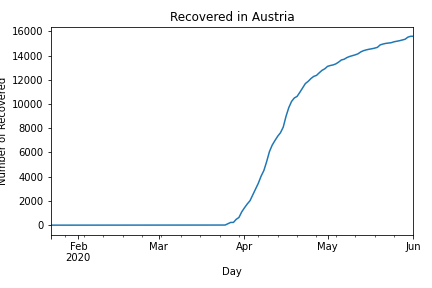 Recovered in Austria
Number of Recovered
16000
14000
12000
10000
8000
6000
4000
2000
0
Feb
2020
Mar
Apr
May
Jun
Day